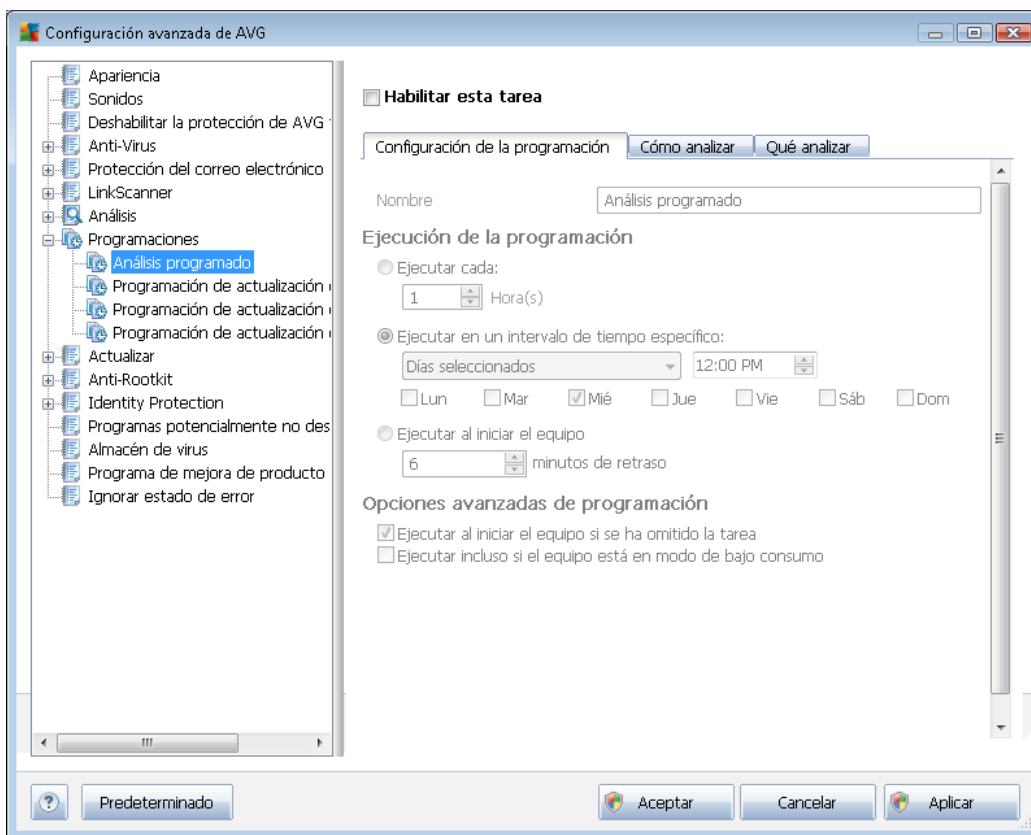 Configuración avanzada de AVG
Apariencia
Sonidos
Deshabilitar la protección de AVG
Anti-Virus
Protección del correo electrónico
LinkScanner
Análisis
Programaciones
Análisis programado
Programación de actualización
Programación de actualización
Programación de actualización
Actualizar
Anti-Rootkit
Identity Protection
Programas potencialmente no des
Almacén de virus
Programa de mejora de producto
Ignorar estado de error
Habilitar esta tarea
Configuración de la programación Cómo analizar Qué analizar
Nombre Análisis programado
Ejecución de la programación
Ejecutar cada:
1 Hora(s)
Ejecutar en un intervalo de tiempo específico:
Días seleccionados 12:00 PM
Lun Mar Mié Jue Vie Sáb Dom
Ejecutar al iniciar el equipo
6 minutos de retraso
Opciones avanzadas de programación
Ejecutar al iniciar el equipo si se ha omitido la tarea
Ejecutar incluso si el equipo está en modo de bajo consumo
? Predeterminado Aceptar Cancelar Aplicar